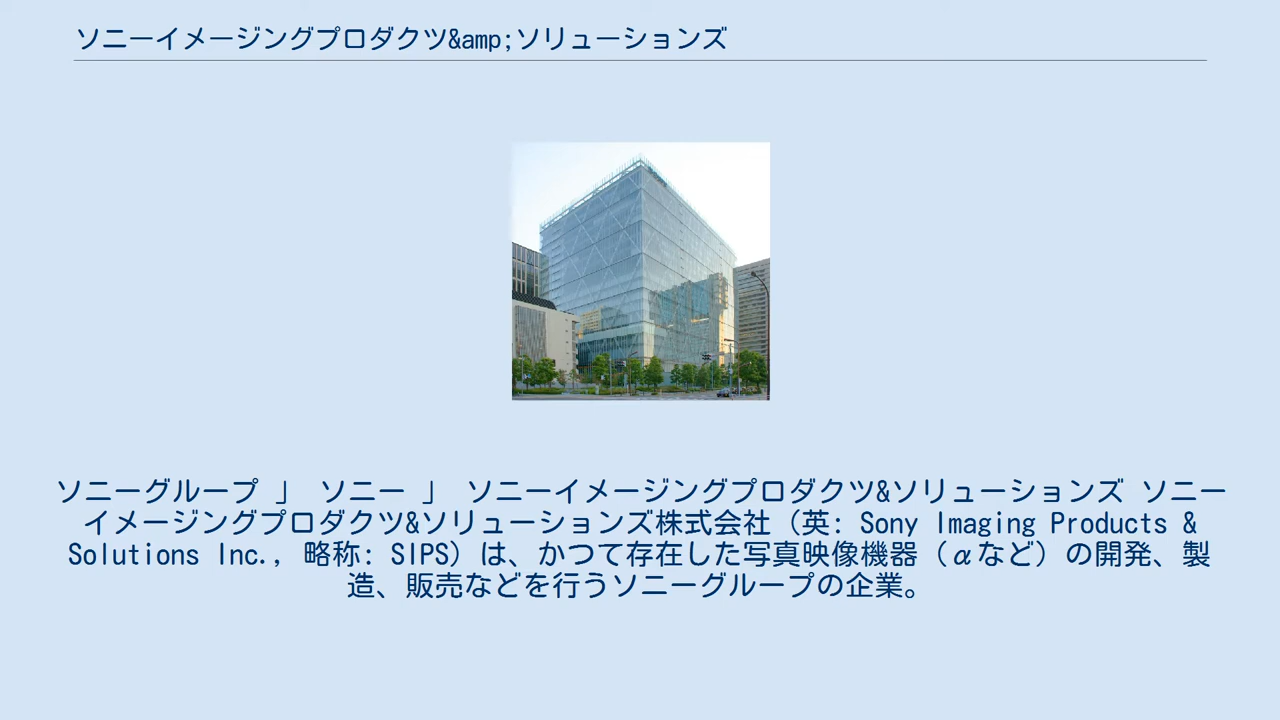 ソニーイメージングプロダクツ&amp;ソリューションズ
ソニーグループ 」 ソニー 」 ソニーイメージングプロダクツ&ソリューションズ ソニー
イメージングプロダクツ&ソリューションズ株式会社（英: Sony Imaging Products &
Solutions Inc., 略称: SIPS）は、かつて存在した写真映像機器（αなど）の開発、製
造、販売などを行うソニーグループの企業。